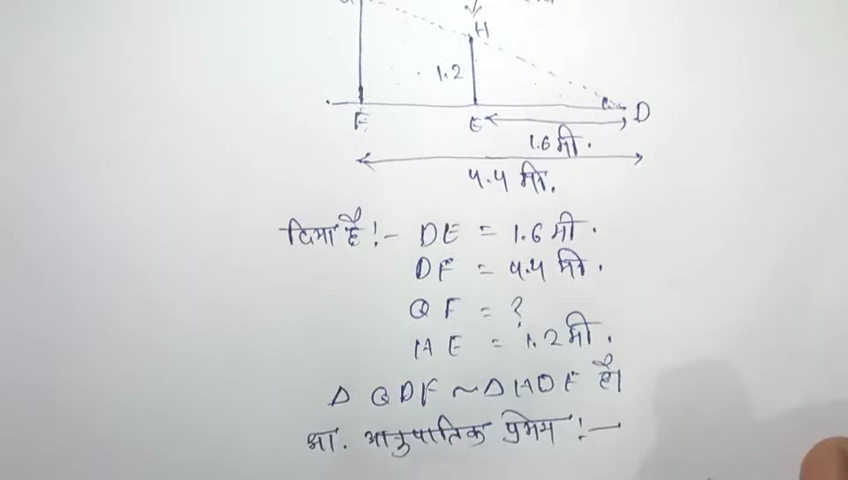 H
1.2
F E D
1.6 मी.
4.4 मी.
दिया है!- DE = 1.6 मी.
DF = 4.4 मी.
QF = ?
HE = 1.2 मी.
Δ QDF ~ Δ HDE है।
आ. आनुपातिक प्रमेय!—